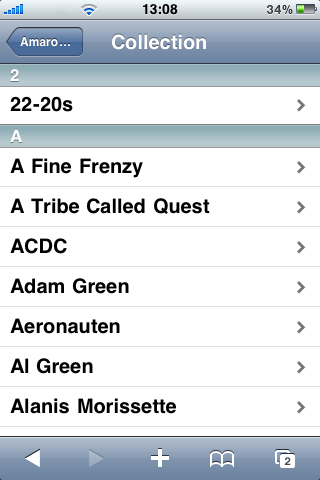 13:08
34%
Amaro...
Collection
2
22-20s
A
A Fine Frenzy
A Tribe Called Quest
ACDC
Adam Green
Aeronauten
Al Green
Alanis Morissette
2